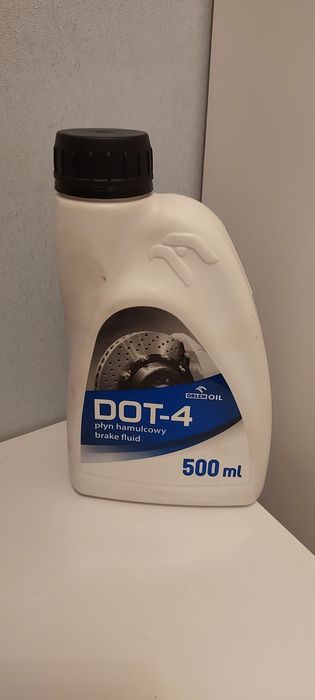 ORLEN OIL
DOT-4
płyn hamulcowy
brake fluid
500 ml